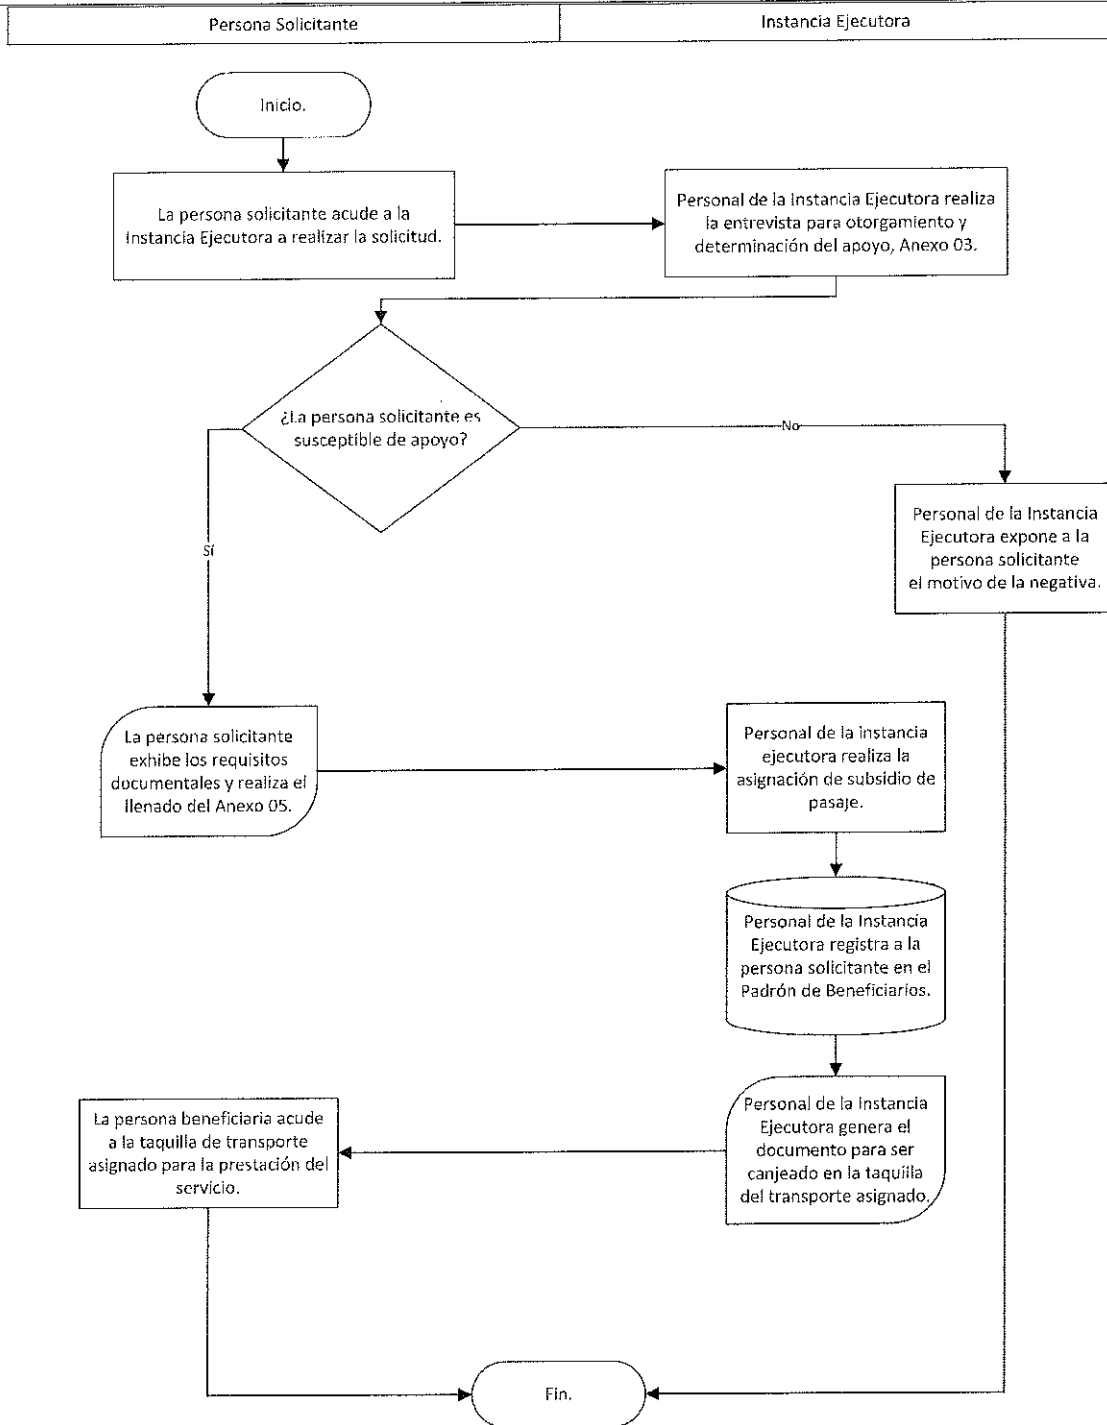 Persona Solicitante
Instancia Ejecutora
Inicio.
La persona solicitante acude a la
Instancia Ejecutora a realizar la solicitud.
Personal de la Instancia Ejecutora realiza
la entrevista para otorgamiento y
determinación del apoyo, Anexo 03.
¿La persona solicitante es
susceptible de apoyo?
No
Sí
Personal de la Instancia
Ejecutora expone a la
persona solicitante
el motivo de la negativa.
La persona solicitante
exhibe los requisitos
documentales y realiza el
llenado del Anexo 05.
Personal de la instancia
ejecutora realiza la
asignación de subsidio de
pasaje.
Personal de la Instancia
Ejecutora registra a la
persona solicitante en el
Padrón de Beneficiarios.
Personal de la Instancia
Ejecutora genera el
documento para ser
canjeado en la taquilla
del transporte asignado.
La persona beneficiaria acude
a la taquilla de transporte
asignado para la prestación del
servicio.
Fin.